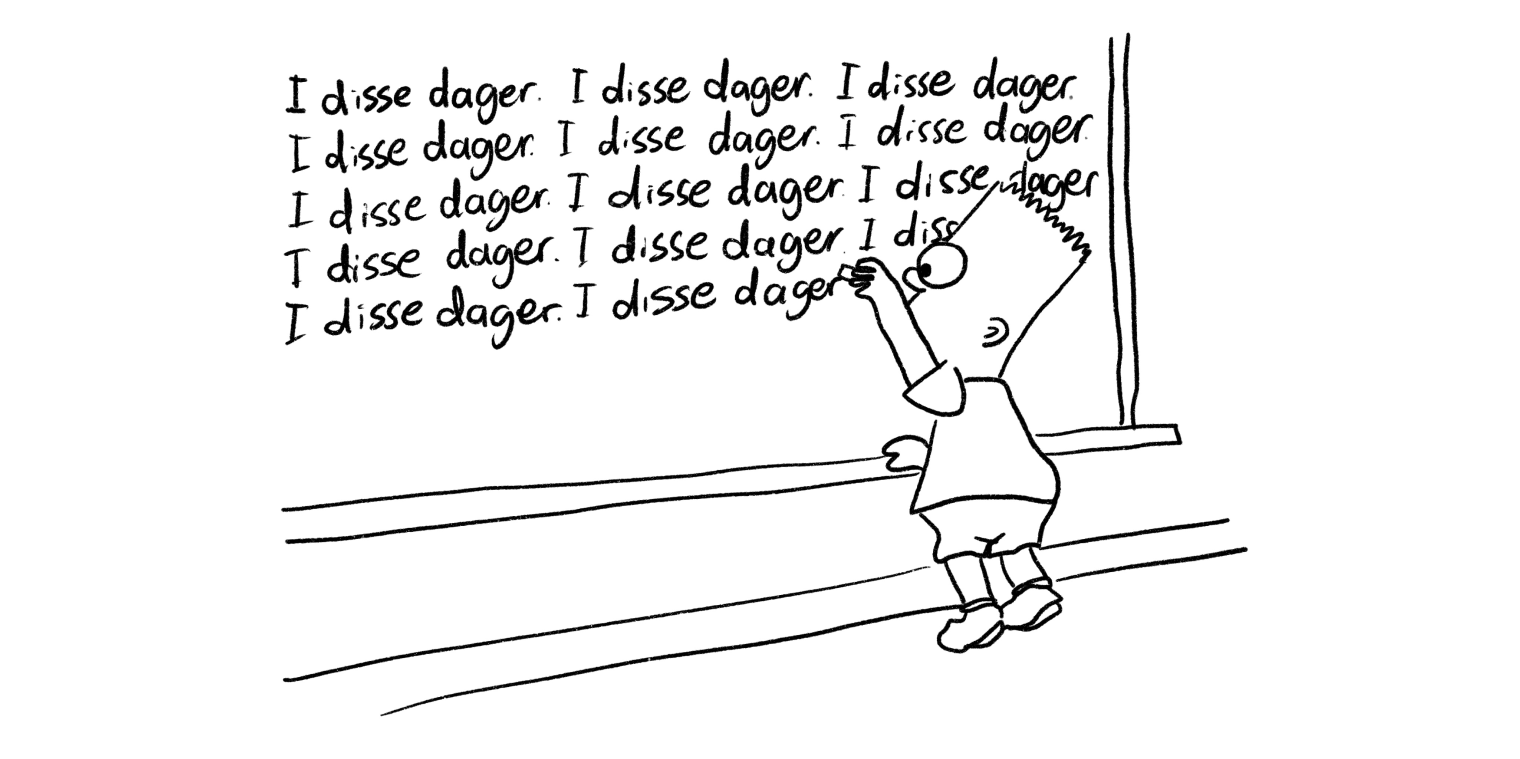 I disse dager. I disse dager. I disse dager.
I disse dager. I disse dager. I disse dager.
I disse dager. I disse dager. I disse dager
I disse dager. I disse dager. I diss
I disse dager. I disse dager